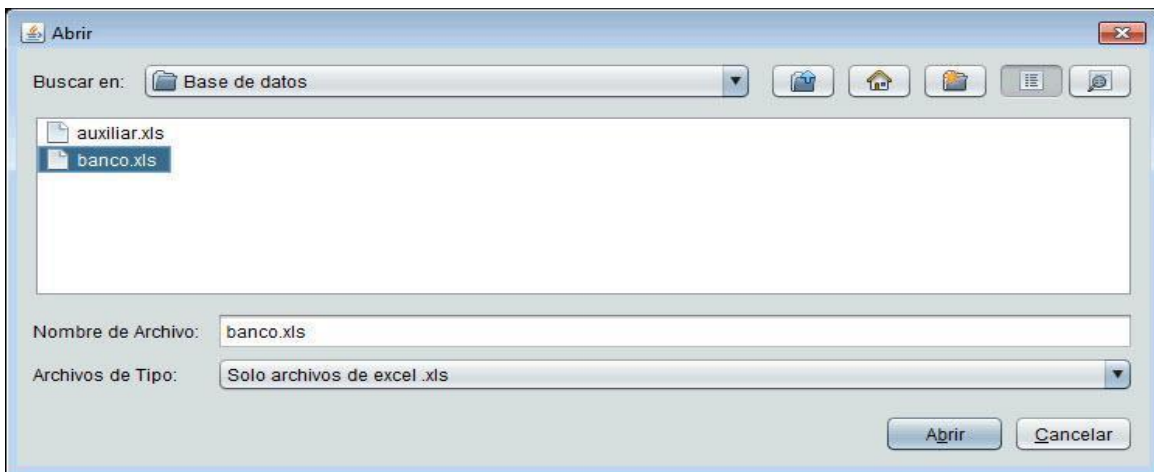 Abrir
Buscar en: Base de datos
auxiliar.xls
banco.xls
Nombre de Archivo: banco.xls
Archivos de Tipo: Solo archivos de excel .xls
Abrir Cancelar